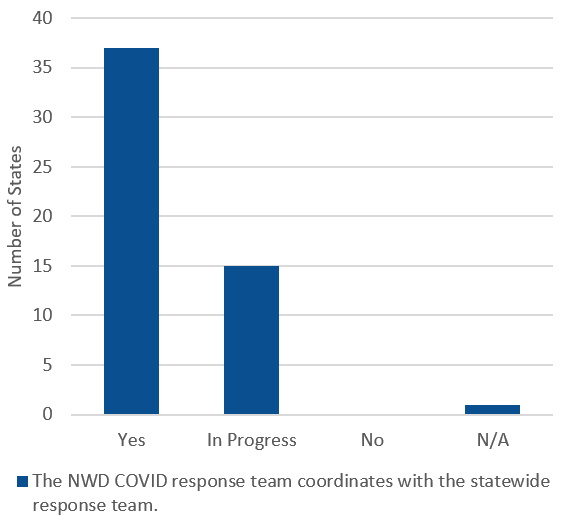 40
35
30
25
20
15
10
5
0
Number of States
Yes In Progress No N/A
The NWD COVID response team coordinates with the statewide
response team.